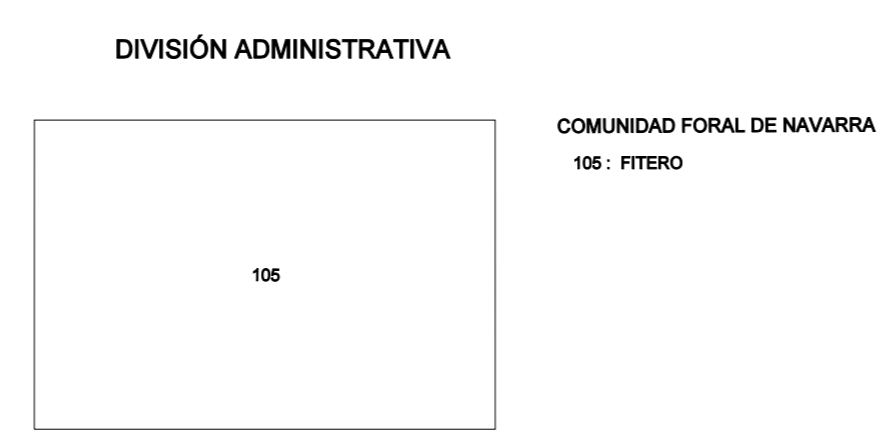 DIVISIÓN ADMINISTRATIVA
COMUNIDAD FORAL DE NAVARRA
105 : FITERO
105